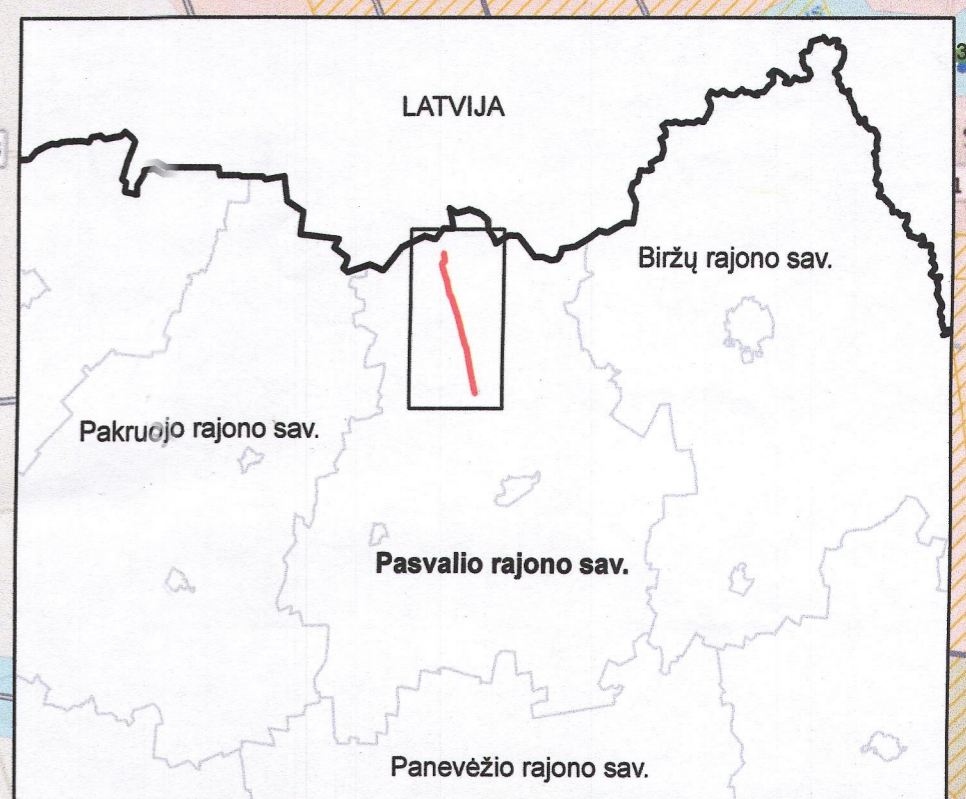 LATVIJA
Biržų rajono sav.
Pakruojo rajono sav.
Pasvalio rajono sav.
Panevėžio rajono sav.